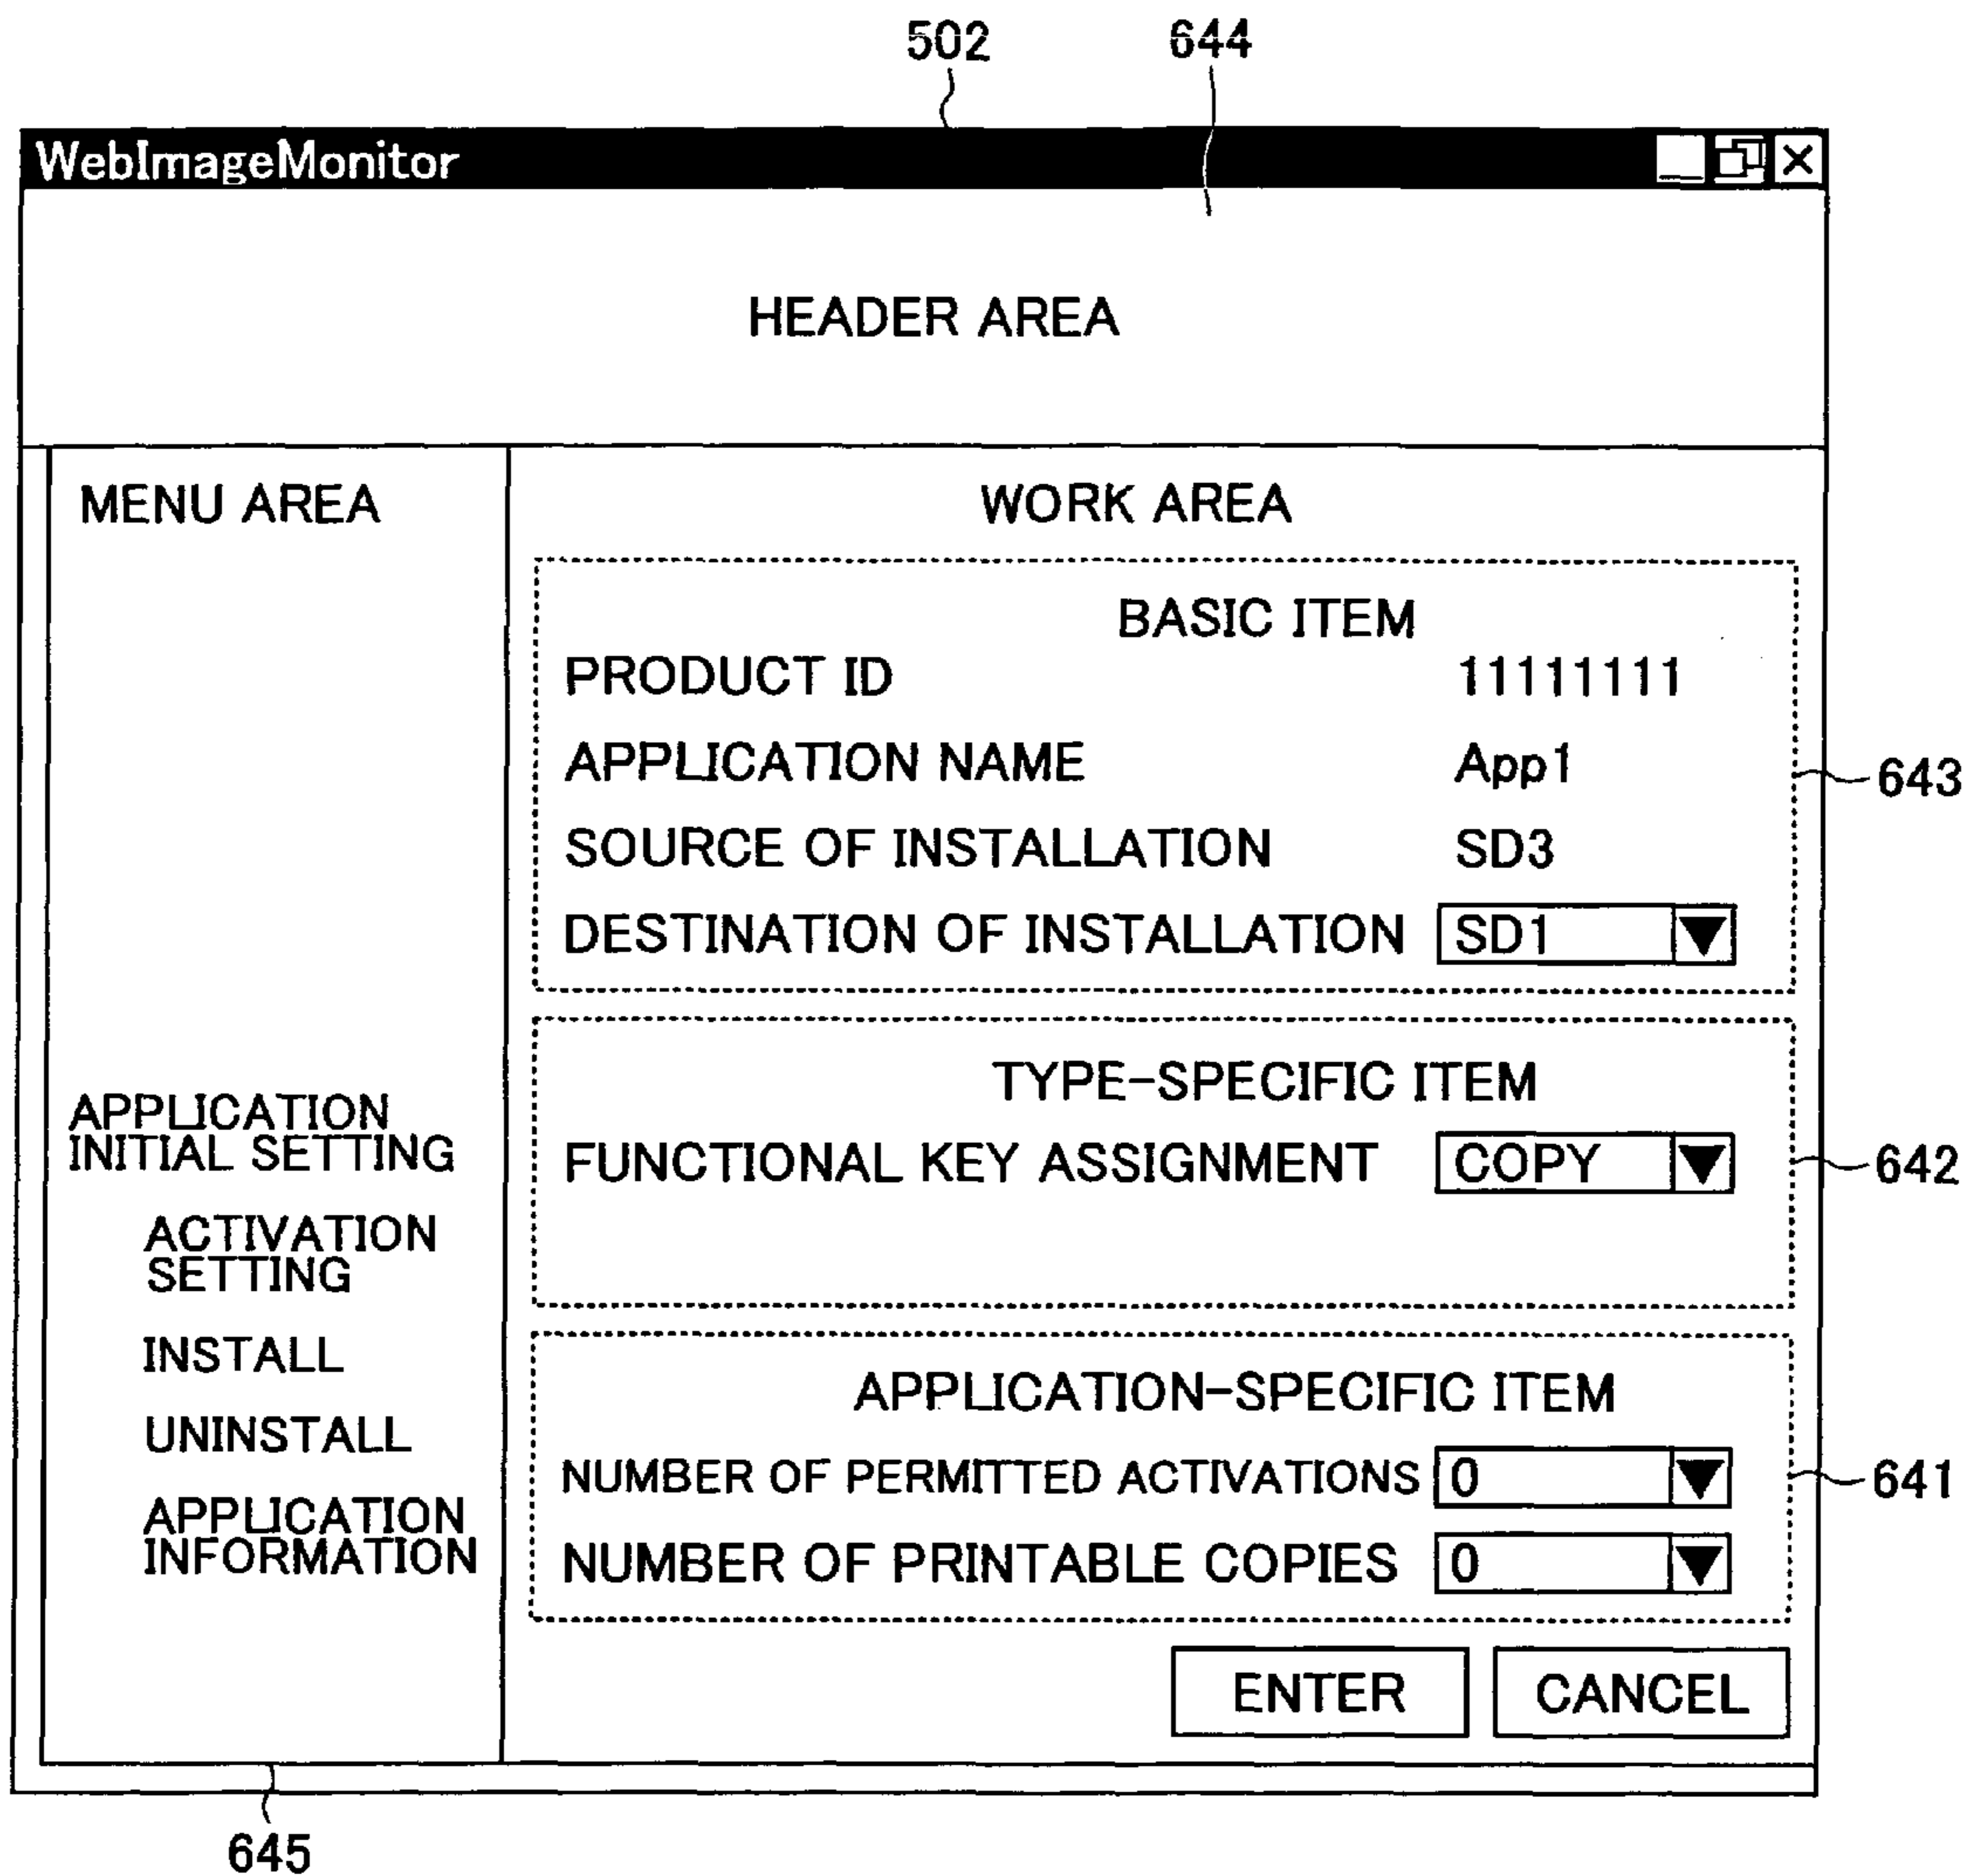 502 644
WebImageMonitor
HEADER AREA
MENU AREA
APPLICATION
INITIAL SETTING
ACTIVATION
SETTING
INSTALL
UNINSTALL
APPLICATION
INFORMATION
WORK AREA
BASIC ITEM
PRODUCT ID 11111111
APPLICATION NAME App1
643
SOURCE OF INSTALLATION SD3
DESTINATION OF INSTALLATION SD1
TYPE-SPECIFIC ITEM
FUNCTIONAL KEY ASSIGNMENT COPY
642
APPLICATION-SPECIFIC ITEM
NUMBER OF PERMITTED ACTIVATIONS 0
641
NUMBER OF PRINTABLE COPIES 0
ENTER CANCEL
645